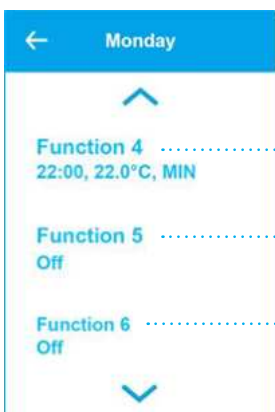 Monday
Function 4
22:00, 22.0°C, MIN
Function 5
Off
Function 6
Off